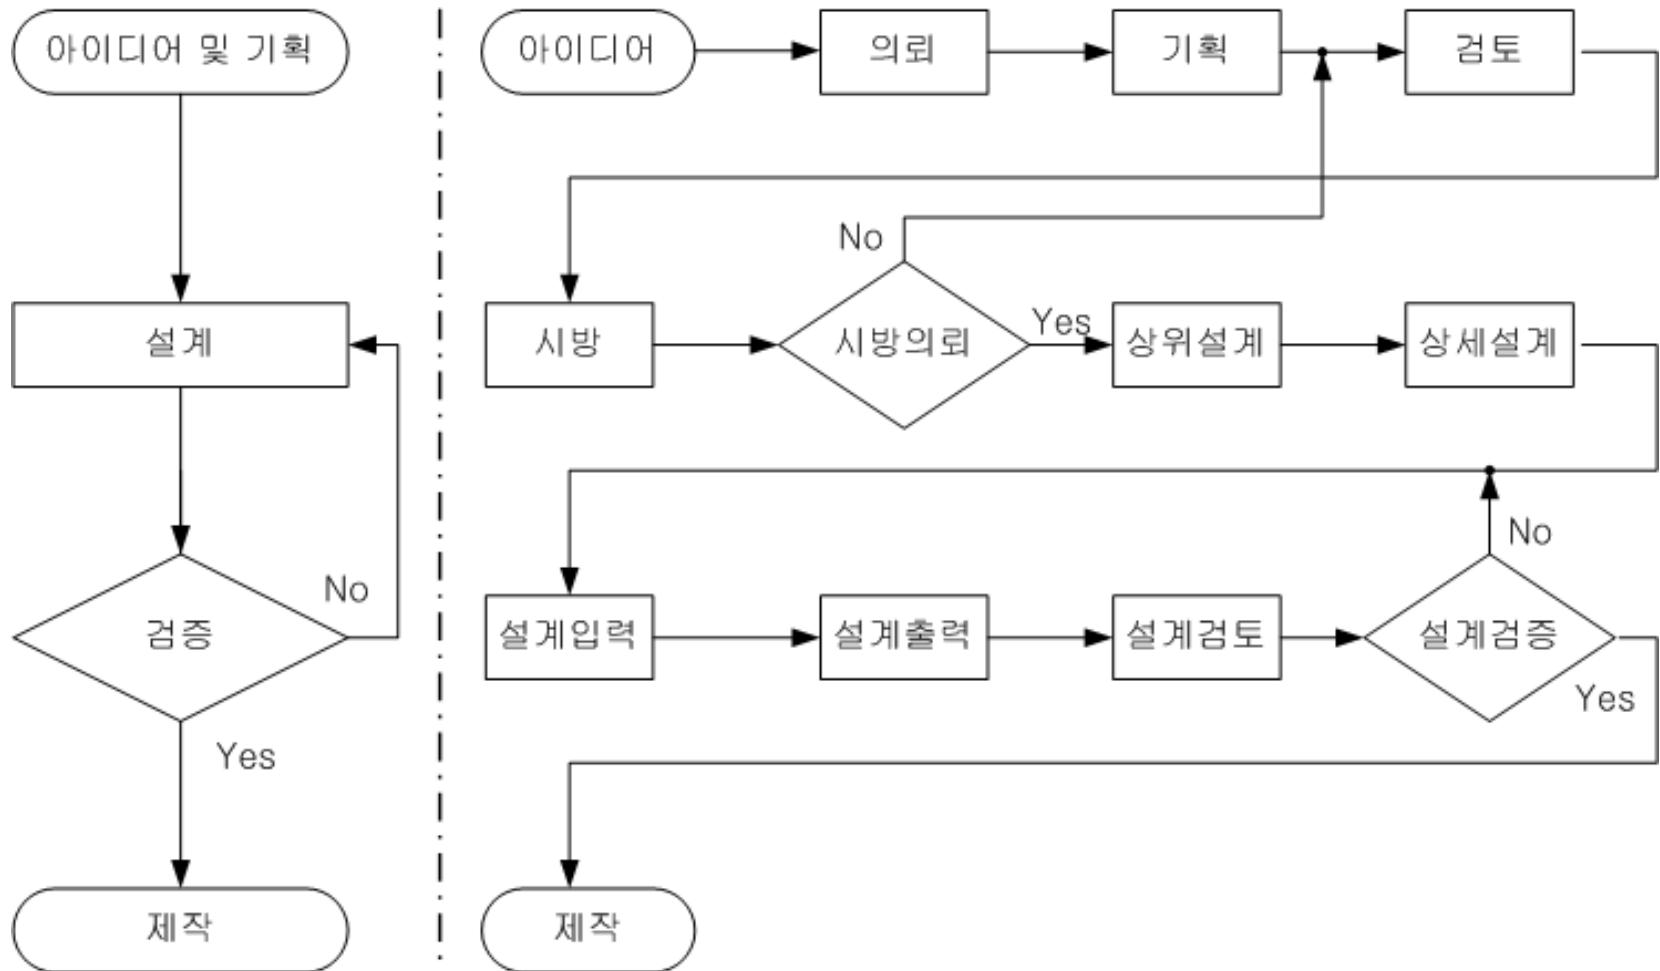 아이디어 및 기획
설계
No
검증
Yes
제작
아이디어
의뢰
기획
검토
No
시방
시방의뢰
Yes
상위설계
상세설계
No
설계입력
설계출력
설계검토
설계검증
Yes
제작